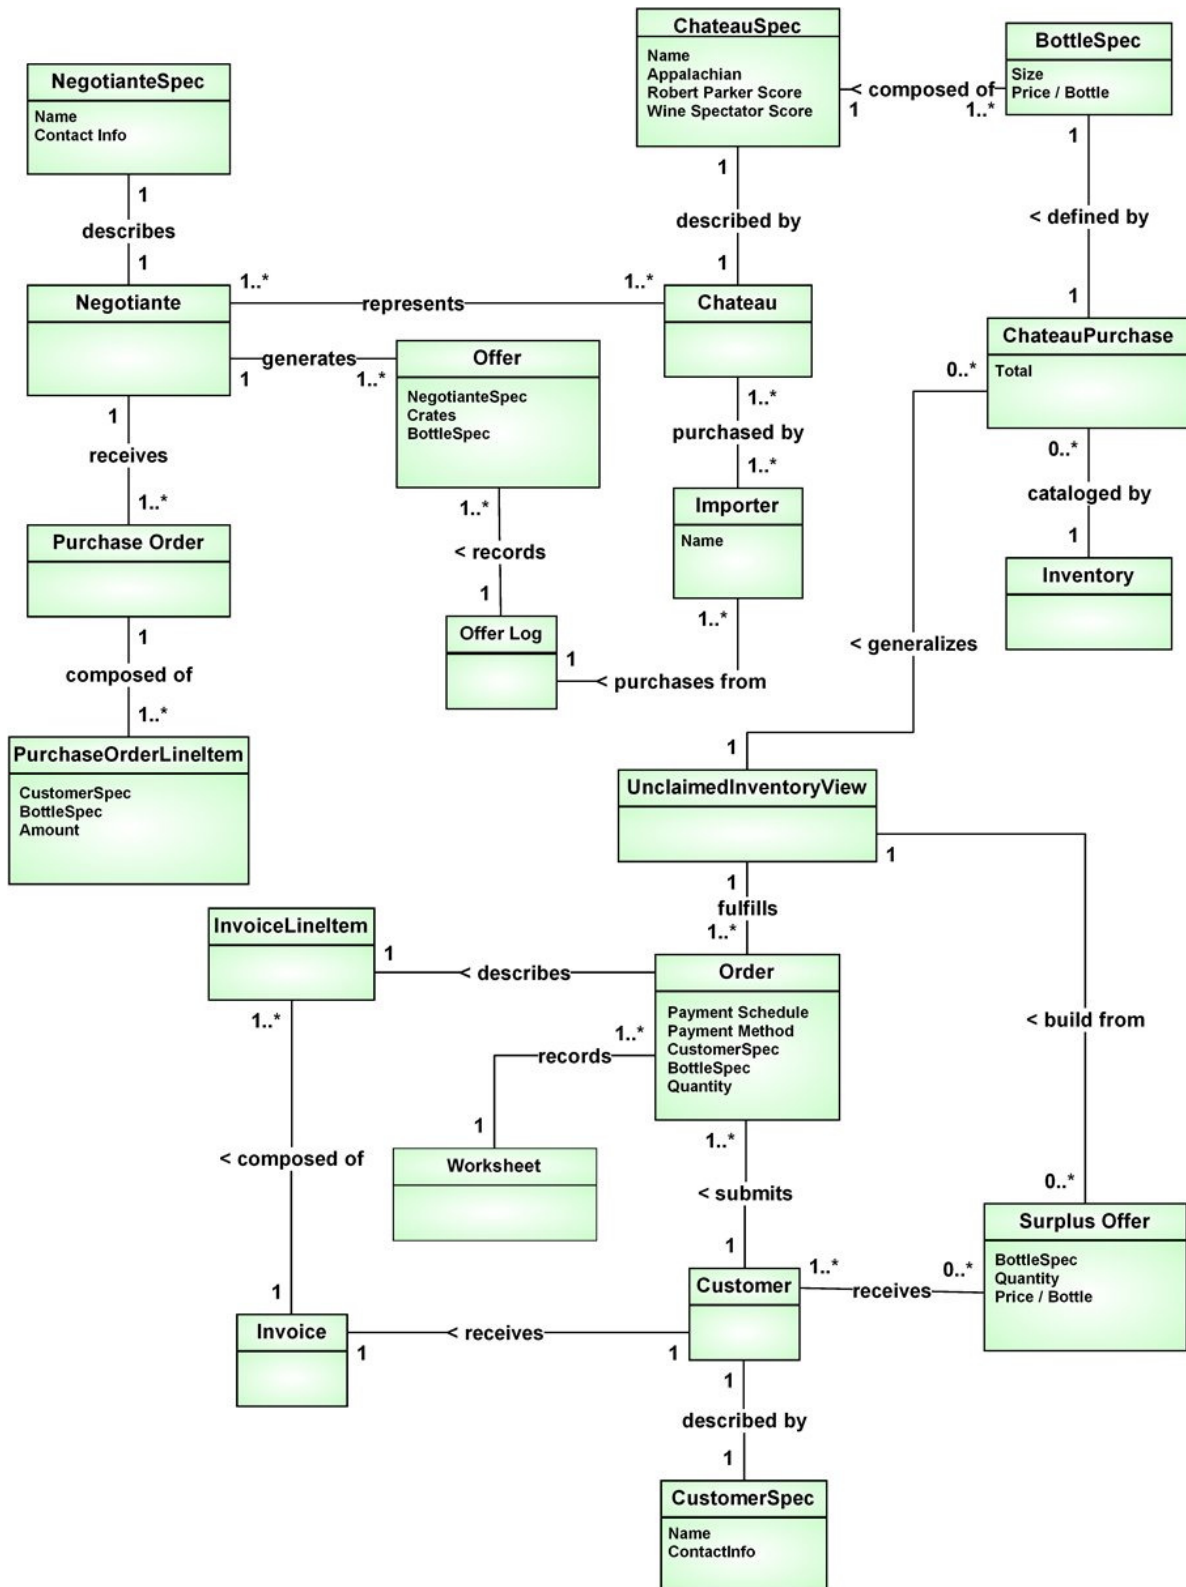 ChateauSpec
Name
Appalachian
Robert Parker Score
Wine Spectator Score
BottleSpec
Size
Price / Bottle
< composed of
1
1..*
NegotianteSpec
Name
Contact Info
1
describes
1
1
described by
1
1
< defined by
1
Negotiante
1..*
represents
1..*
Chateau
1
generates
1..*
Offer
NegotianteSpec
Crates
BottleSpec
ChateauPurchase
Total
0..*
1
receives
1..*
1..*
purchased by
1..*
0..*
cataloged by
1
Purchase Order
1..*
< records
1
Importer
Name
Inventory
1
composed of
1..*
Offer Log
1
< purchases from
1..*
< generalizes
1
PurchaseOrderLineItem
CustomerSpec
BottleSpec
Amount
UnclaimedInventoryView
1
1
fulfills
1..*
InvoiceLineItem
1
< describes
Order
Payment Schedule
Payment Method
CustomerSpec
BottleSpec
Quantity
1..*
1..*
records
1
< build from
0..*
< composed of
1
Worksheet
1..*
< submits
1
Surplus Offer
BottleSpec
Quantity
Price / Bottle
Customer
1..*
receives
0..*
Invoice
1
< receives
1
1
described by
1
CustomerSpec
Name
ContactInfo